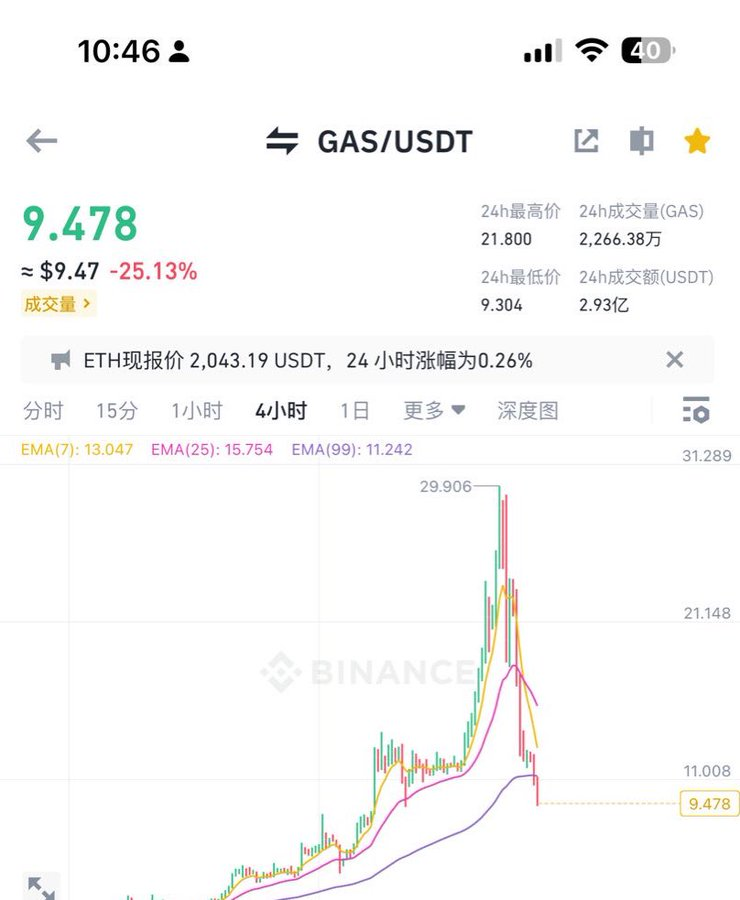 10:46
40
GAS/USDT
9.478
≈ $9.47 -25.13%
成交量 >
24h最高价 24h成交量(GAS)
21.800 2,266.38万
24h最低价 24h成交额(USDT)
9.304 2.93亿
ETH现报价 2,043.19 USDT，24 小时涨幅为0.26%
分时 15分 1小时 4小时 1日 更多 深度图
EMA(7): 13.047 EMA(25): 15.754 EMA(99): 11.242
31.289
29.906
21.148
BINANCE
11.008
9.478